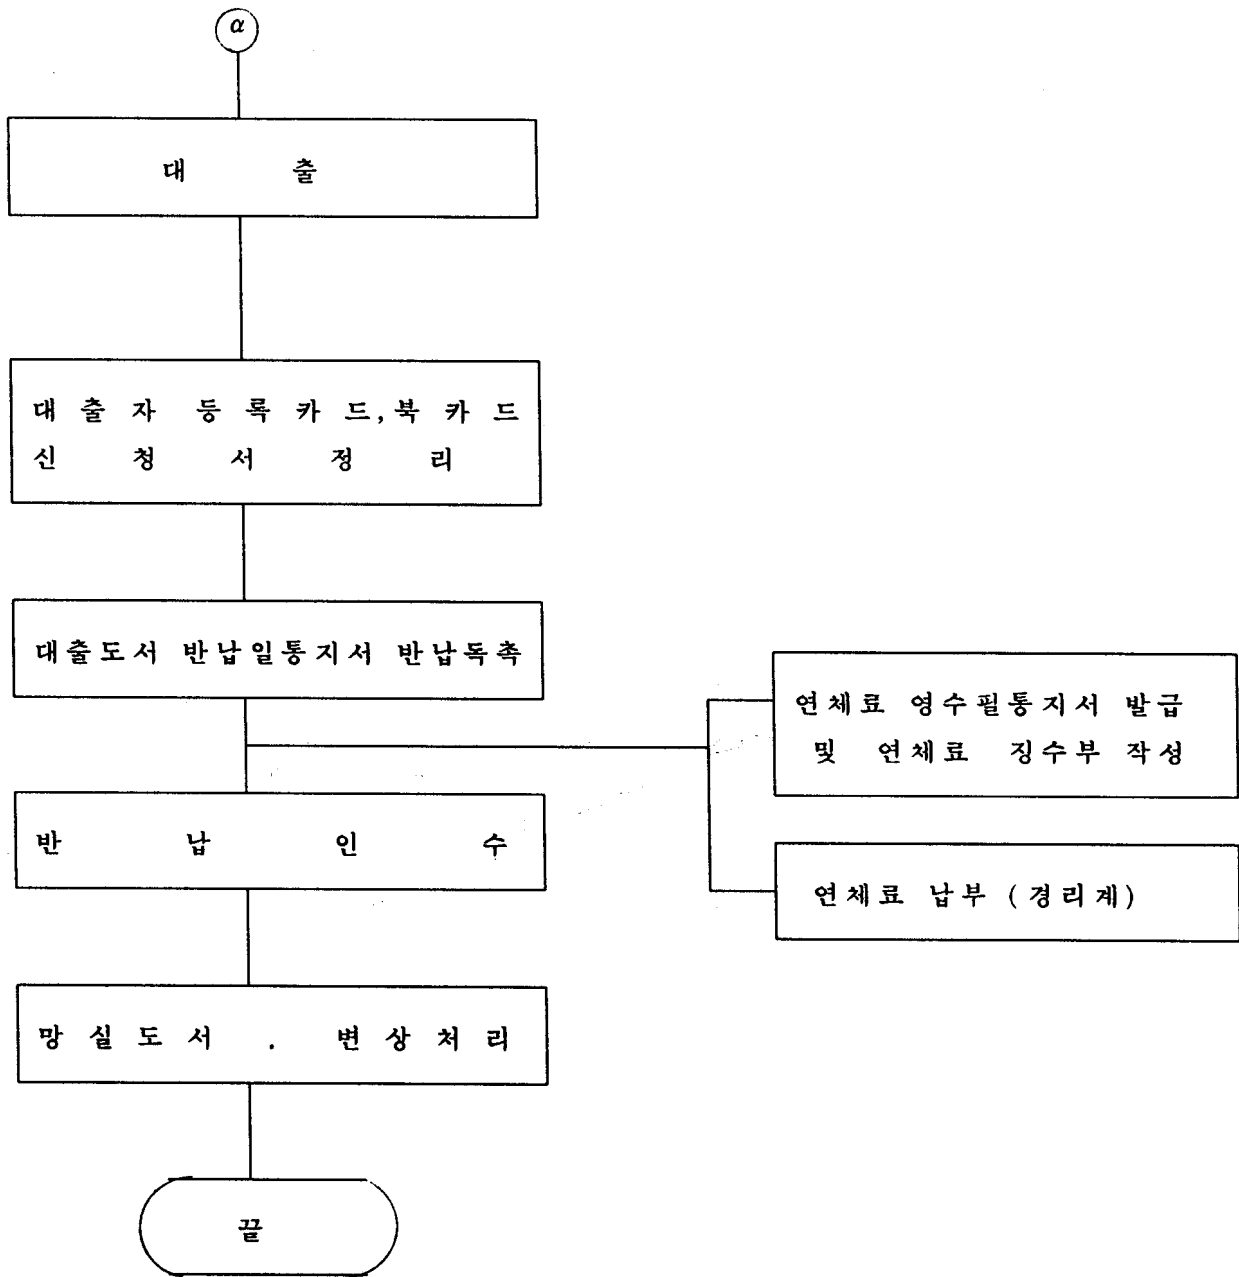 α
대 출
대 출 자 등 록 카 드, 북 카 드
신 청 서 정 리
대출도서 반납일통지서 반납독촉
연체료 영수필통지서 발급
및 연체료 징수부 작성
반 납 인 수
연체료 납부 (경리계)
망 실 도 서 . 변 상 처 리
끝